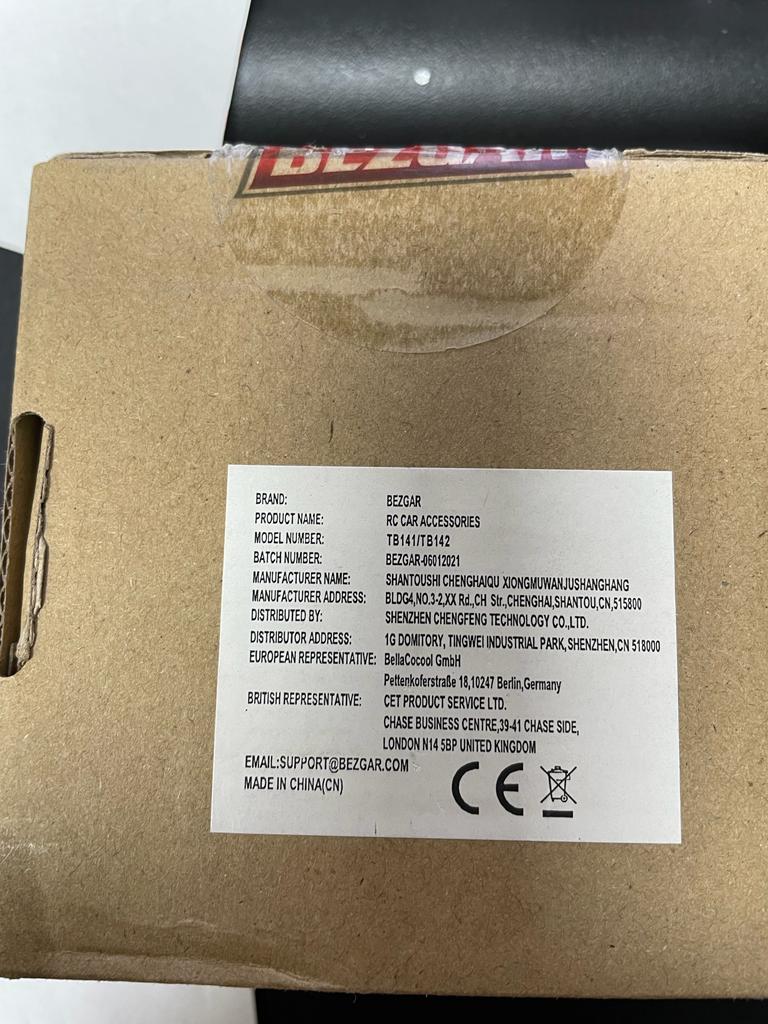 BEZGAR
BRAND: BEZGAR
PRODUCT NAME: RC CAR ACCESSORIES
MODEL NUMBER: TB141/TB142
BATCH NUMBER: BEZGAR-06012021
MANUFACTURER NAME: SHANTOUSHI CHENGHAIQU XIONGMUWANJUSHANGHANG
MANUFACTURER ADDRESS: BLDG4,NO.3-2,XX Rd.,CH Str.,CHENGHAI,SHANTOU,CN,515800
DISTRIBUTED BY: SHENZHEN CHENGFENG TECHNOLOGY CO.,LTD.
DISTRIBUTOR ADDRESS: 1G DOMITORY, TINGWEI INDUSTRIAL PARK,SHENZHEN,CN 518000
EUROPEAN REPRESENTATIVE: BellaCocool GmbH
Pettenkoferstraße 18,10247 Berlin,Germany
BRITISH REPRESENTATIVE: CET PRODUCT SERVICE LTD.
CHASE BUSINESS CENTRE,39-41 CHASE SIDE,
LONDON N14 5BP UNITED KINGDOM
EMAIL:SUPPORT@BEZGAR.COM
MADE IN CHINA(CN)
CE